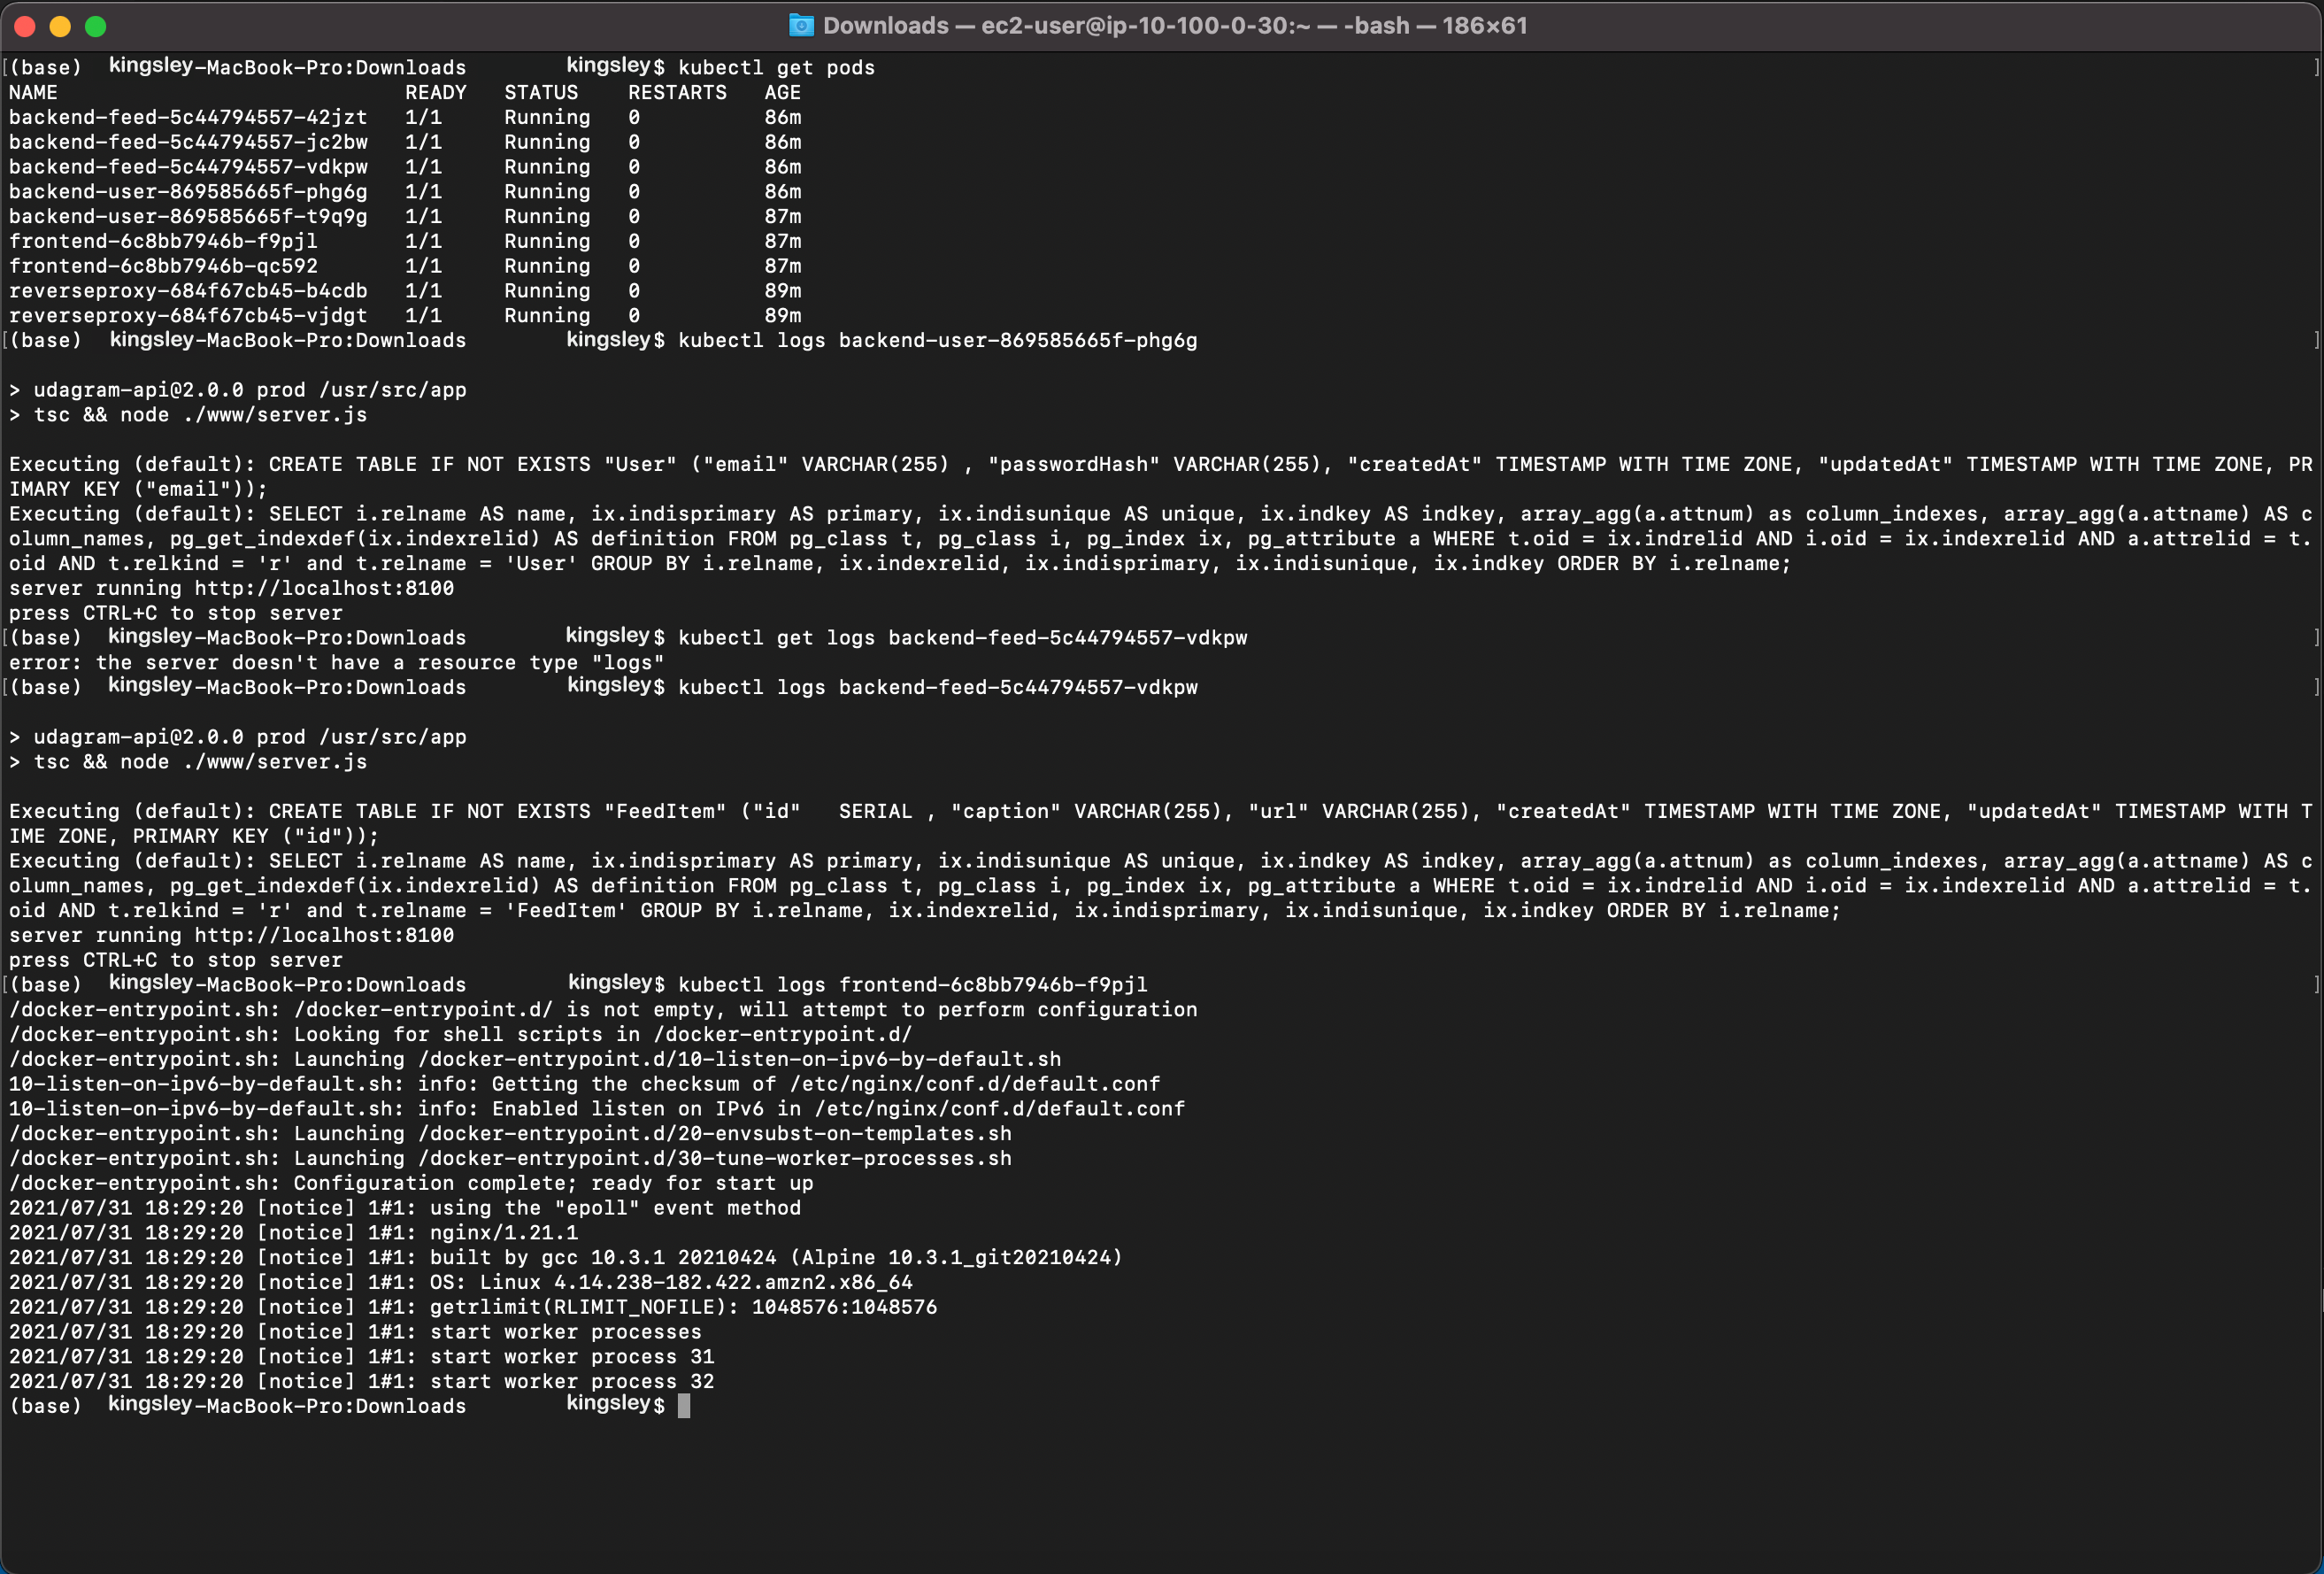 Downloads — ec2-user@ip-10-100-0-30:~ — -bash — 186×61
[(base) kingsley-MacBook-Pro:Downloads kingsley$ kubectl get pods ]
NAME READY STATUS RESTARTS AGE
backend-feed-5c44794557-42jzt 1/1 Running 0 86m
backend-feed-5c44794557-jc2bw 1/1 Running 0 86m
backend-feed-5c44794557-vdkpw 1/1 Running 0 86m
backend-user-869585665f-phg6g 1/1 Running 0 86m
backend-user-869585665f-t9q9g 1/1 Running 0 87m
frontend-6c8bb7946b-f9pjl 1/1 Running 0 87m
frontend-6c8bb7946b-qc592 1/1 Running 0 87m
reverseproxy-684f67cb45-b4cdb 1/1 Running 0 89m
reverseproxy-684f67cb45-vjdgt 1/1 Running 0 89m
[(base) kingsley-MacBook-Pro:Downloads kingsley$ kubectl logs backend-user-869585665f-phg6g ]
> udagram-api@2.0.0 prod /usr/src/app
> tsc && node ./www/server.js
Executing (default): CREATE TABLE IF NOT EXISTS "User" ("email" VARCHAR(255) , "passwordHash" VARCHAR(255), "createdAt" TIMESTAMP WITH TIME ZONE, "updatedAt" TIMESTAMP WITH TIME ZONE, PR
IMARY KEY ("email"));
Executing (default): SELECT i.relname AS name, ix.indisprimary AS primary, ix.indisunique AS unique, ix.indkey AS indkey, array_agg(a.attnum) as column_indexes, array_agg(a.attname) AS c
olumn_names, pg_get_indexdef(ix.indexrelid) AS definition FROM pg_class t, pg_class i, pg_index ix, pg_attribute a WHERE t.oid = ix.indrelid AND i.oid = ix.indexrelid AND a.attrelid = t.
oid AND t.relkind = 'r' and t.relname = 'User' GROUP BY i.relname, ix.indexrelid, ix.indisprimary, ix.indisunique, ix.indkey ORDER BY i.relname;
server running http://localhost:8100
press CTRL+C to stop server
[(base) kingsley-MacBook-Pro:Downloads kingsley$ kubectl get logs backend-feed-5c44794557-vdkpw ]
error: the server doesn't have a resource type "logs"
[(base) kingsley-MacBook-Pro:Downloads kingsley$ kubectl logs backend-feed-5c44794557-vdkpw ]
> udagram-api@2.0.0 prod /usr/src/app
> tsc && node ./www/server.js
Executing (default): CREATE TABLE IF NOT EXISTS "FeedItem" ("id"   SERIAL , "caption" VARCHAR(255), "url" VARCHAR(255), "createdAt" TIMESTAMP WITH TIME ZONE, "updatedAt" TIMESTAMP WITH T
IME ZONE, PRIMARY KEY ("id"));
Executing (default): SELECT i.relname AS name, ix.indisprimary AS primary, ix.indisunique AS unique, ix.indkey AS indkey, array_agg(a.attnum) as column_indexes, array_agg(a.attname) AS c
olumn_names, pg_get_indexdef(ix.indexrelid) AS definition FROM pg_class t, pg_class i, pg_index ix, pg_attribute a WHERE t.oid = ix.indrelid AND i.oid = ix.indexrelid AND a.attrelid = t.
oid AND t.relkind = 'r' and t.relname = 'FeedItem' GROUP BY i.relname, ix.indexrelid, ix.indisprimary, ix.indisunique, ix.indkey ORDER BY i.relname;
server running http://localhost:8100
press CTRL+C to stop server
[(base) kingsley-MacBook-Pro:Downloads kingsley$ kubectl logs frontend-6c8bb7946b-f9pjl ]
/docker-entrypoint.sh: /docker-entrypoint.d/ is not empty, will attempt to perform configuration
/docker-entrypoint.sh: Looking for shell scripts in /docker-entrypoint.d/
/docker-entrypoint.sh: Launching /docker-entrypoint.d/10-listen-on-ipv6-by-default.sh
10-listen-on-ipv6-by-default.sh: info: Getting the checksum of /etc/nginx/conf.d/default.conf
10-listen-on-ipv6-by-default.sh: info: Enabled listen on IPv6 in /etc/nginx/conf.d/default.conf
/docker-entrypoint.sh: Launching /docker-entrypoint.d/20-envsubst-on-templates.sh
/docker-entrypoint.sh: Launching /docker-entrypoint.d/30-tune-worker-processes.sh
/docker-entrypoint.sh: Configuration complete; ready for start up
2021/07/31 18:29:20 [notice] 1#1: using the "epoll" event method
2021/07/31 18:29:20 [notice] 1#1: nginx/1.21.1
2021/07/31 18:29:20 [notice] 1#1: built by gcc 10.3.1 20210424 (Alpine 10.3.1_git20210424)
2021/07/31 18:29:20 [notice] 1#1: OS: Linux 4.14.238-182.422.amzn2.x86_64
2021/07/31 18:29:20 [notice] 1#1: getrlimit(RLIMIT_NOFILE): 1048576:1048576
2021/07/31 18:29:20 [notice] 1#1: start worker processes
2021/07/31 18:29:20 [notice] 1#1: start worker process 31
2021/07/31 18:29:20 [notice] 1#1: start worker process 32
(base) kingsley-MacBook-Pro:Downloads kingsley$